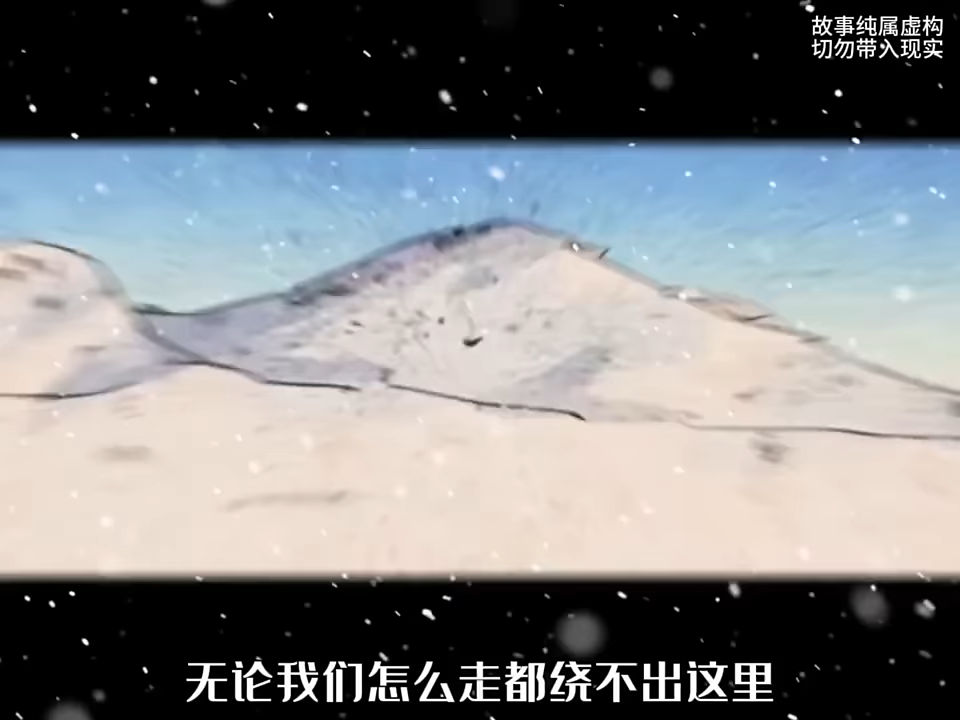 故事纯属虚构
切勿带入现实
无论我们怎么走都绕不出这里